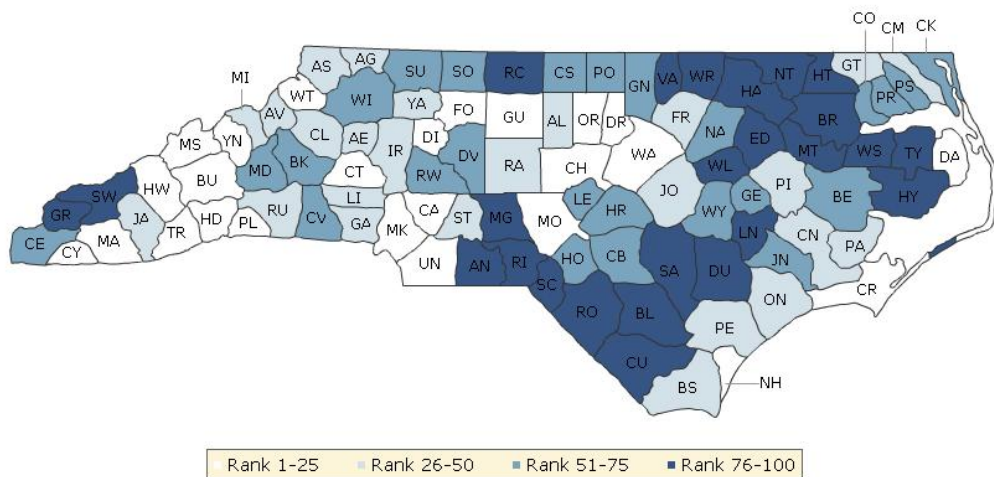 CO
CM
CK
MI
AS
AG
SU
SO
RC
CS
PO
GN
VA
WR
HA
NT
HT
GT
PS
PR
WT
WI
YA
FO
GU
AL
OR
DR
FR
BR
AV
CL
AE
IR
DI
NA
ED
MS
YN
MD
BK
CT
RW
DV
RA
CH
WA
WL
MT
WS
TY
DA
SW
HW
BU
LI
LE
JO
PI
HY
GR
JA
RU
CV
GA
CA
ST
MG
MO
HR
WY
GE
BE
CE
CY
MA
TR
HD
PL
MK
LN
CN
PA
UN
AN
RI
HO
CB
SA
DU
JN
SC
ON
CR
RO
BL
PE
CU
BS
NH
Rank 1-25 Rank 26-50 Rank 51-75 Rank 76-100